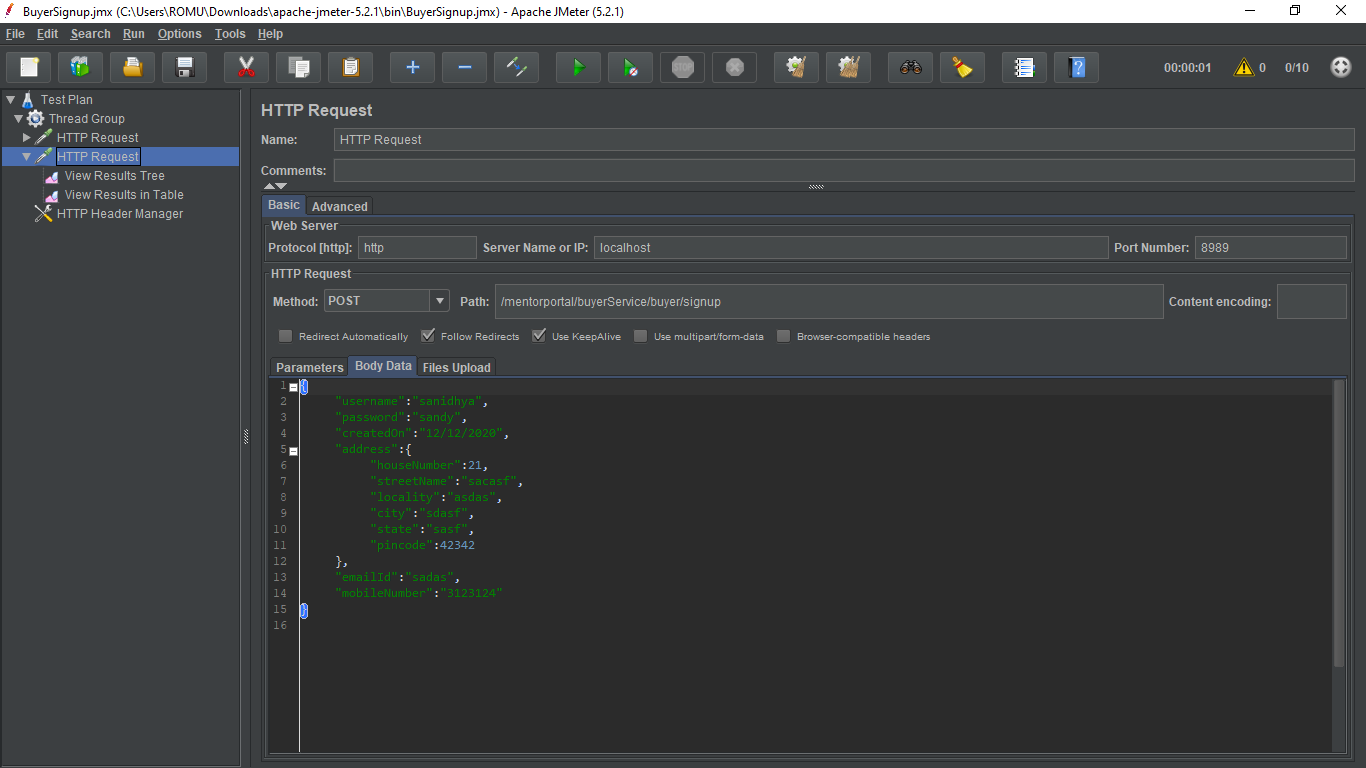 BuyerSignup.jmx (C:\Users\ROMU\Downloads\apache-jmeter-5.2.1\bin\BuyerSignup.jmx) - Apache JMeter (5.2.1)
File Edit Search Run Options Tools Help
STOP
00:00:01 0 0/10
Test Plan
Thread Group
HTTP Request
HTTP Request
View Results Tree
View Results in Table
HTTP Header Manager
HTTP Request
Name: HTTP Request
Comments:
Basic Advanced
Web Server
Protocol [http]: http Server Name or IP: localhost Port Number: 8989
HTTP Request
Method: POST Path: /mentorportal/buyerService/buyer/signup Content encoding:
Redirect Automatically Follow Redirects Use KeepAlive Use multipart/form-data Browser-compatible headers
Parameters Body Data Files Upload
1 {
2 "username":"sanidhya",
3 "password":"sandy",
4 "createdOn":"12/12/2020",
5 "address":{
6 "houseNumber":21,
7 "streetName":"sacasf",
8 "locality":"asdas",
9 "city":"sdasf",
10 "state":"sasf",
11 "pincode":42342
12 },
13 "emailId":"sadas",
14 "mobileNumber":"3123124"
15 }
16